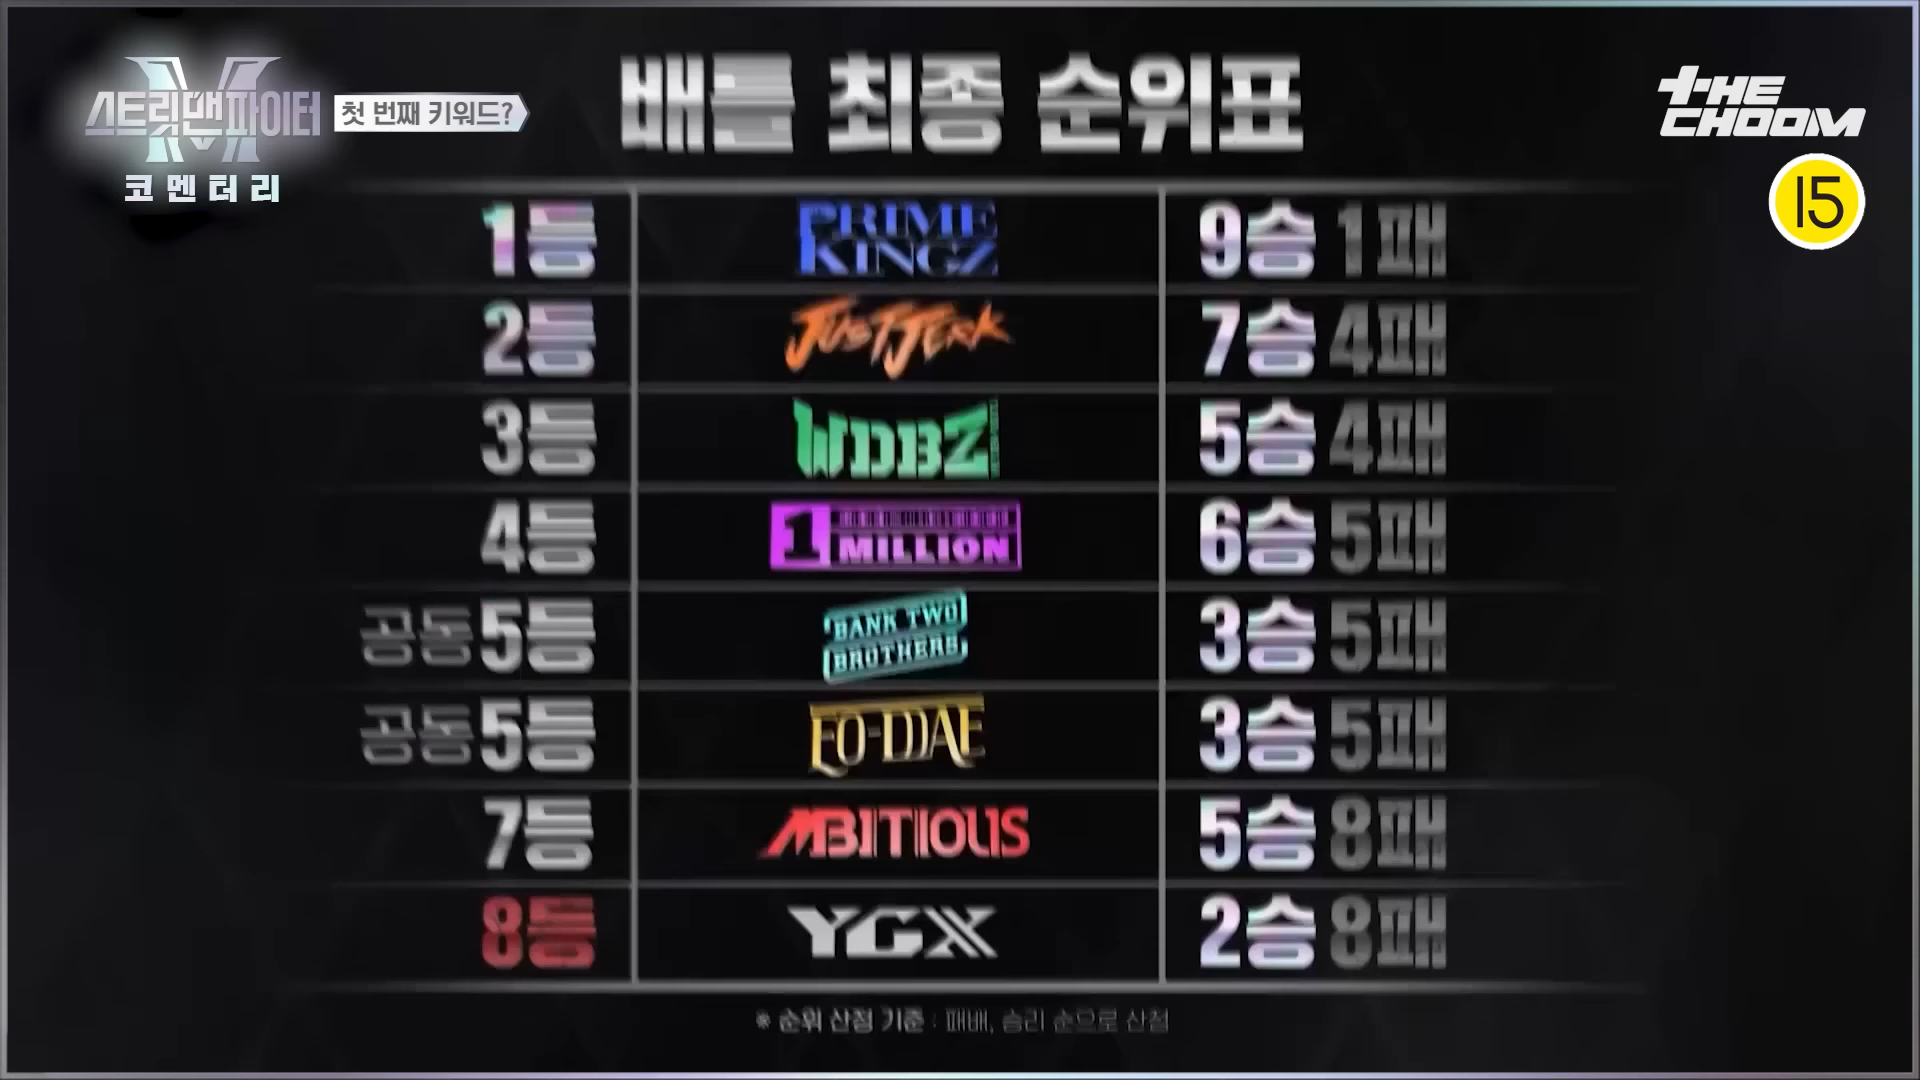 스트릿맨파이터
코멘터리
첫 번째 키워드?
배틀 최종 순위표
THE CHOOM
15
1등 PRIME KINGZ 9승 1패
2등 JUSTJERK 7승 4패
3등 WDBZ 5승 4패
4등 1 MILLION 6승 5패
공동 5등 BANK TWO BROTHERS 3승 5패
공동 5등 EO-DDAE 3승 5패
7등 MBITIOUS 5승 8패
8등 YGX 2승 8패
※ 순위 산정 기준 : 패배, 승리 순으로 산정